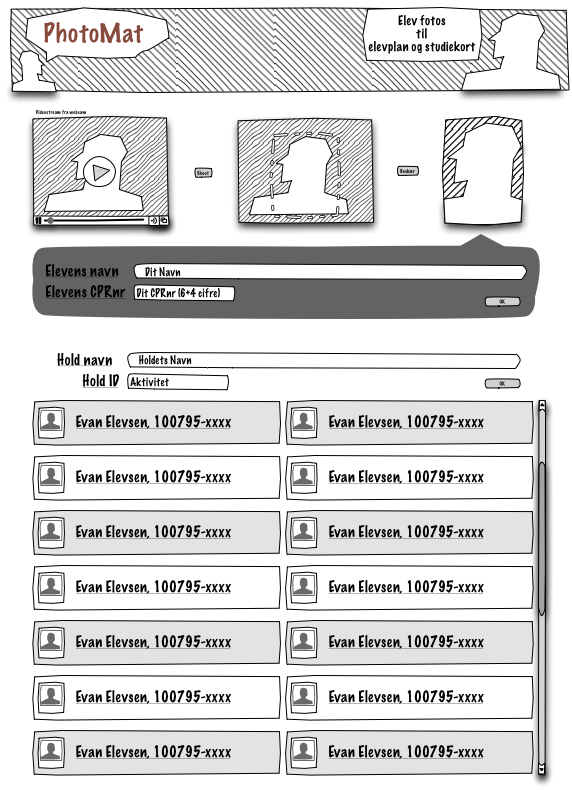 PhotoMat
Elev fotos
til
elevplan og studiekort
Videostream fra webcam
Shoot
Beskær
Elevens navn
Dit Navn
Elevens CPRnr
Dit CPRnr (6+4 cifre)
OK
Hold navn
Holdets Navn
Hold ID
Aktivitet
OK
Evan Elevsen, 100795-xxxx
Evan Elevsen, 100795-xxxx
Evan Elevsen, 100795-xxxx
Evan Elevsen, 100795-xxxx
Evan Elevsen, 100795-xxxx
Evan Elevsen, 100795-xxxx
Evan Elevsen, 100795-xxxx
Evan Elevsen, 100795-xxxx
Evan Elevsen, 100795-xxxx
Evan Elevsen, 100795-xxxx
Evan Elevsen, 100795-xxxx
Evan Elevsen, 100795-xxxx
Evan Elevsen, 100795-xxxx
Evan Elevsen, 100795-xxxx